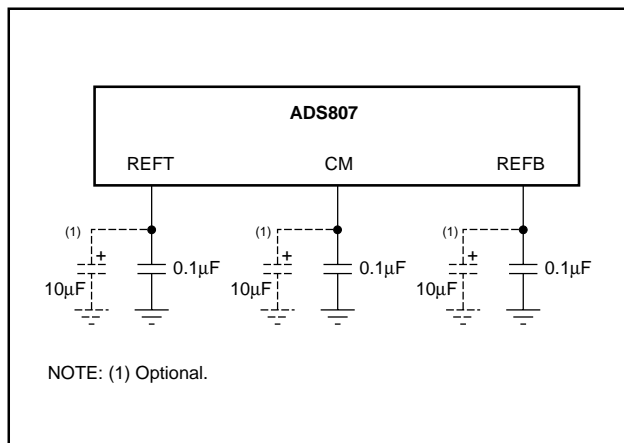 ADS807
REFT CM REFB
(1) (1) (1)
+ + +
0.1µF 0.1µF 0.1µF
10µF 10µF 10µF
NOTE: (1) Optional.